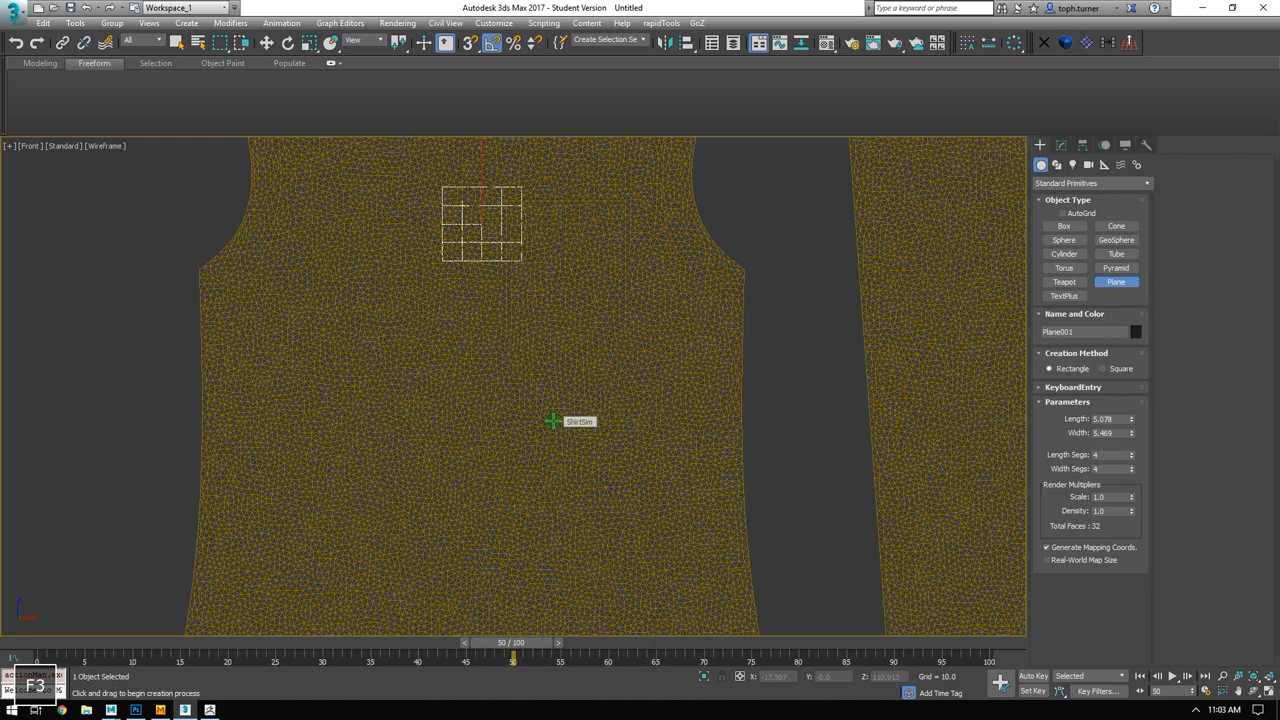 Workspace_1
Autodesk 3ds Max 2017 - Student Version Untitled
Type a keyword or phrase
toph.turner
Edit Tools Group Views Create Modifiers Animation Graph Editors Rendering Civil View Customize Scripting Content Help rapidTools GoZ
All
View
Create Selection Se
Modeling Freeform Selection Object Paint Populate
[+] [Front] [Standard] [Wireframe]
Standard Primitives
Object Type
AutoGrid
Box Cone
Sphere GeoSphere
Cylinder Tube
Torus Pyramid
Teapot Plane
TextPlus
Name and Color
Plane001
Creation Method
Rectangle Square
KeyboardEntry
Parameters
Length: 5.078
Width: 5.469
Length Segs: 4
Width Segs: 4
Render Multipliers
Scale: 1.0
Density: 1.0
Total Faces : 32
Generate Mapping Coords.
Real-World Map Size
ShirtSim
50 / 100
0 5 10 15 20 25 30 35 40 45 50 55 60 65 70 75 80 85 90 95 100
F3
1 Object Selected
Click and drag to begin creation process
X: -17.507 Y: -0.0 Z: 110.913 Grid = 10.0
Add Time Tag
Auto Key Selected
Set Key Key Filters...
50
11:03 AM